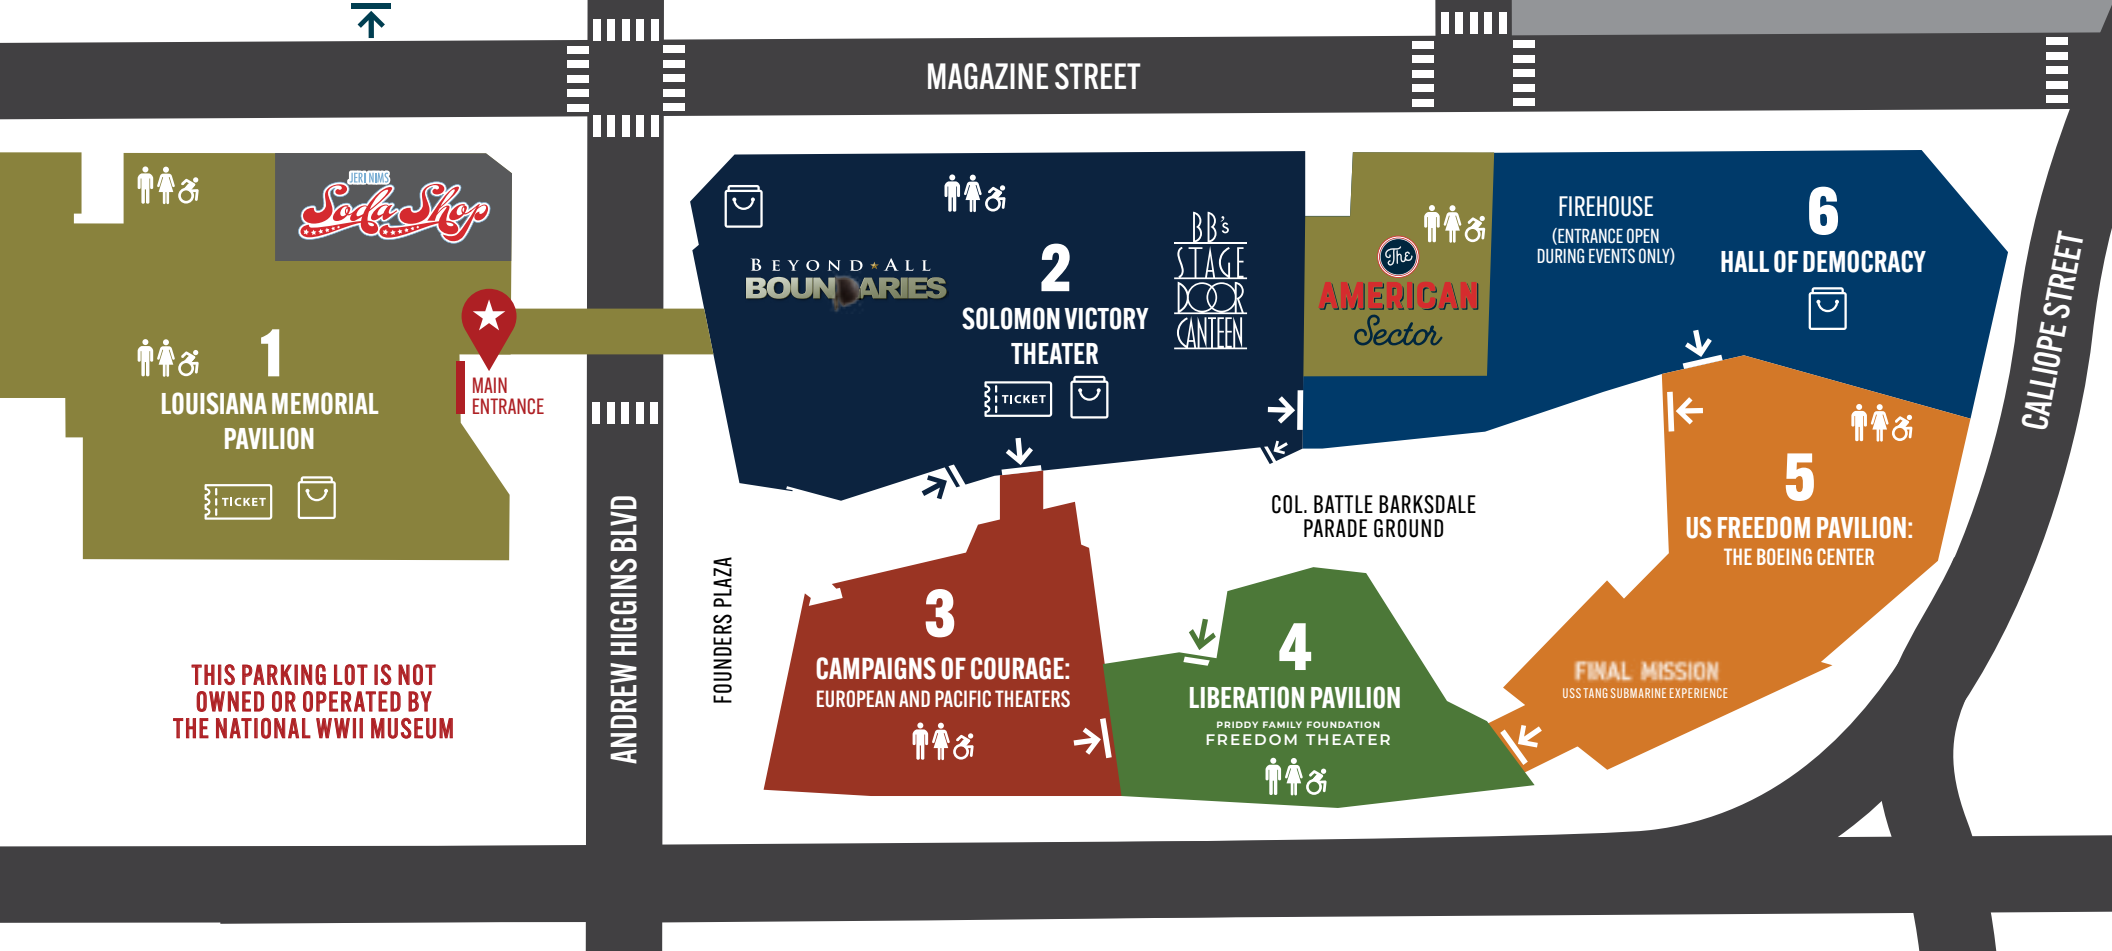 MAGAZINE STREET
JERI NIMS
Soda Shop
1
LOUISIANA MEMORIAL
PAVILION
TICKET
MAIN
ENTRANCE
THIS PARKING LOT IS NOT
OWNED OR OPERATED BY
THE NATIONAL WWII MUSEUM
ANDREW HIGGINS BLVD
FOUNDERS PLAZA
BEYOND ALL
BOUNDARIES
2
SOLOMON VICTORY
THEATER
TICKET
BB's
STAGE
DOOR
CANTEEN
The
AMERICAN
Sector
FIREHOUSE
(ENTRANCE OPEN
DURING EVENTS ONLY)
6
HALL OF DEMOCRACY
CALLIOPE STREET
COL. BATTLE BARKSDALE
PARADE GROUND
3
CAMPAIGNS OF COURAGE:
EUROPEAN AND PACIFIC THEATERS
4
LIBERATION PAVILION
PRIDDY FAMILY FOUNDATION
FREEDOM THEATER
5
US FREEDOM PAVILION:
THE BOEING CENTER
FINAL MISSION
USS TANG SUBMARINE EXPERIENCE